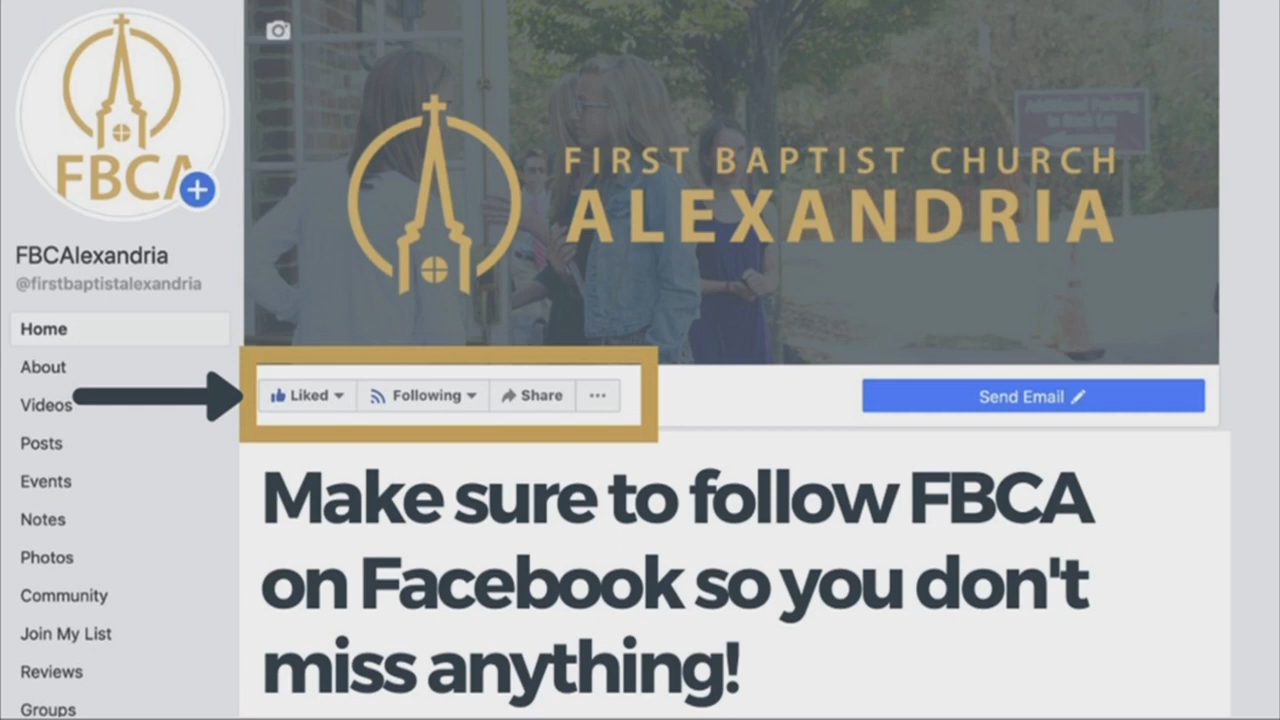 FBCA
FBCAlexandria
@firstbaptistalexandria
Home
About
Videos
Posts
Events
Notes
Photos
Community
Join My List
Reviews
Groups
FIRST BAPTIST CHURCH
ALEXANDRIA
Liked
Following
Share
Send Email
Make sure to follow FBCA
on Facebook so you don't
miss anything!